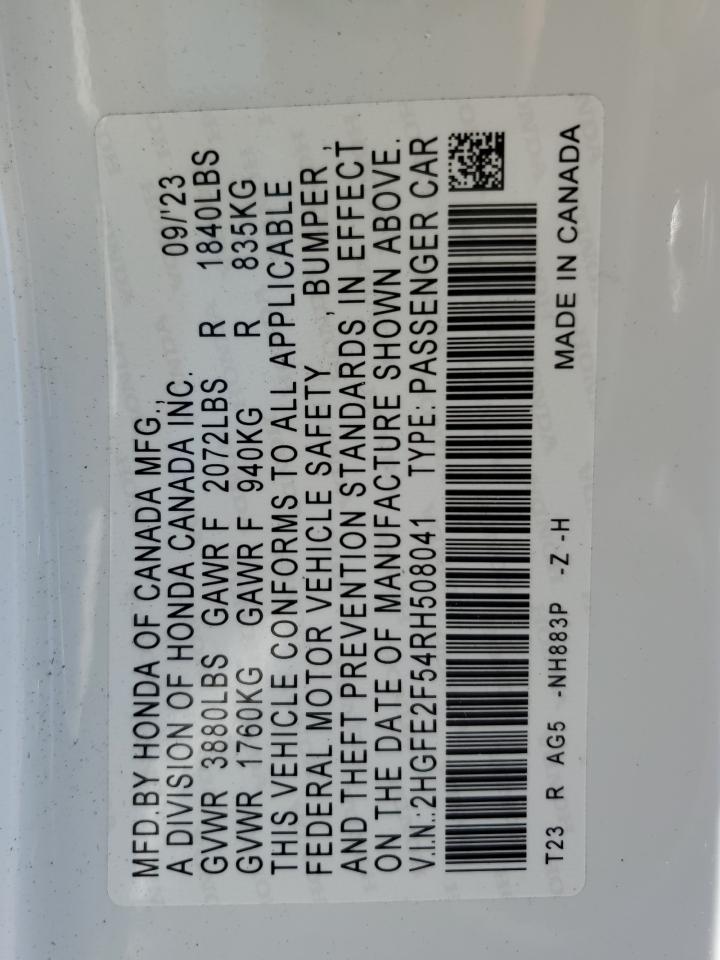 MFD.BY HONDA OF CANADA MFG.,
A DIVISION OF HONDA CANADA INC. 09/'23
GVWR 3880LBS GAWR F 2072LBS R 1840LBS
GVWR 1760KG GAWR F 940KG R 835KG
THIS VEHICLE CONFORMS TO ALL APPLICABLE
FEDERAL MOTOR VEHICLE SAFETY , BUMPER ,
AND THEFT PREVENTION STANDARDS IN EFFECT
ON THE DATE OF MANUFACTURE SHOWN ABOVE.
V.I.N.:2HGFE2F54RH508041 TYPE: PASSENGER CAR
T23 R AG5 -NH883P -Z -H MADE IN CANADA